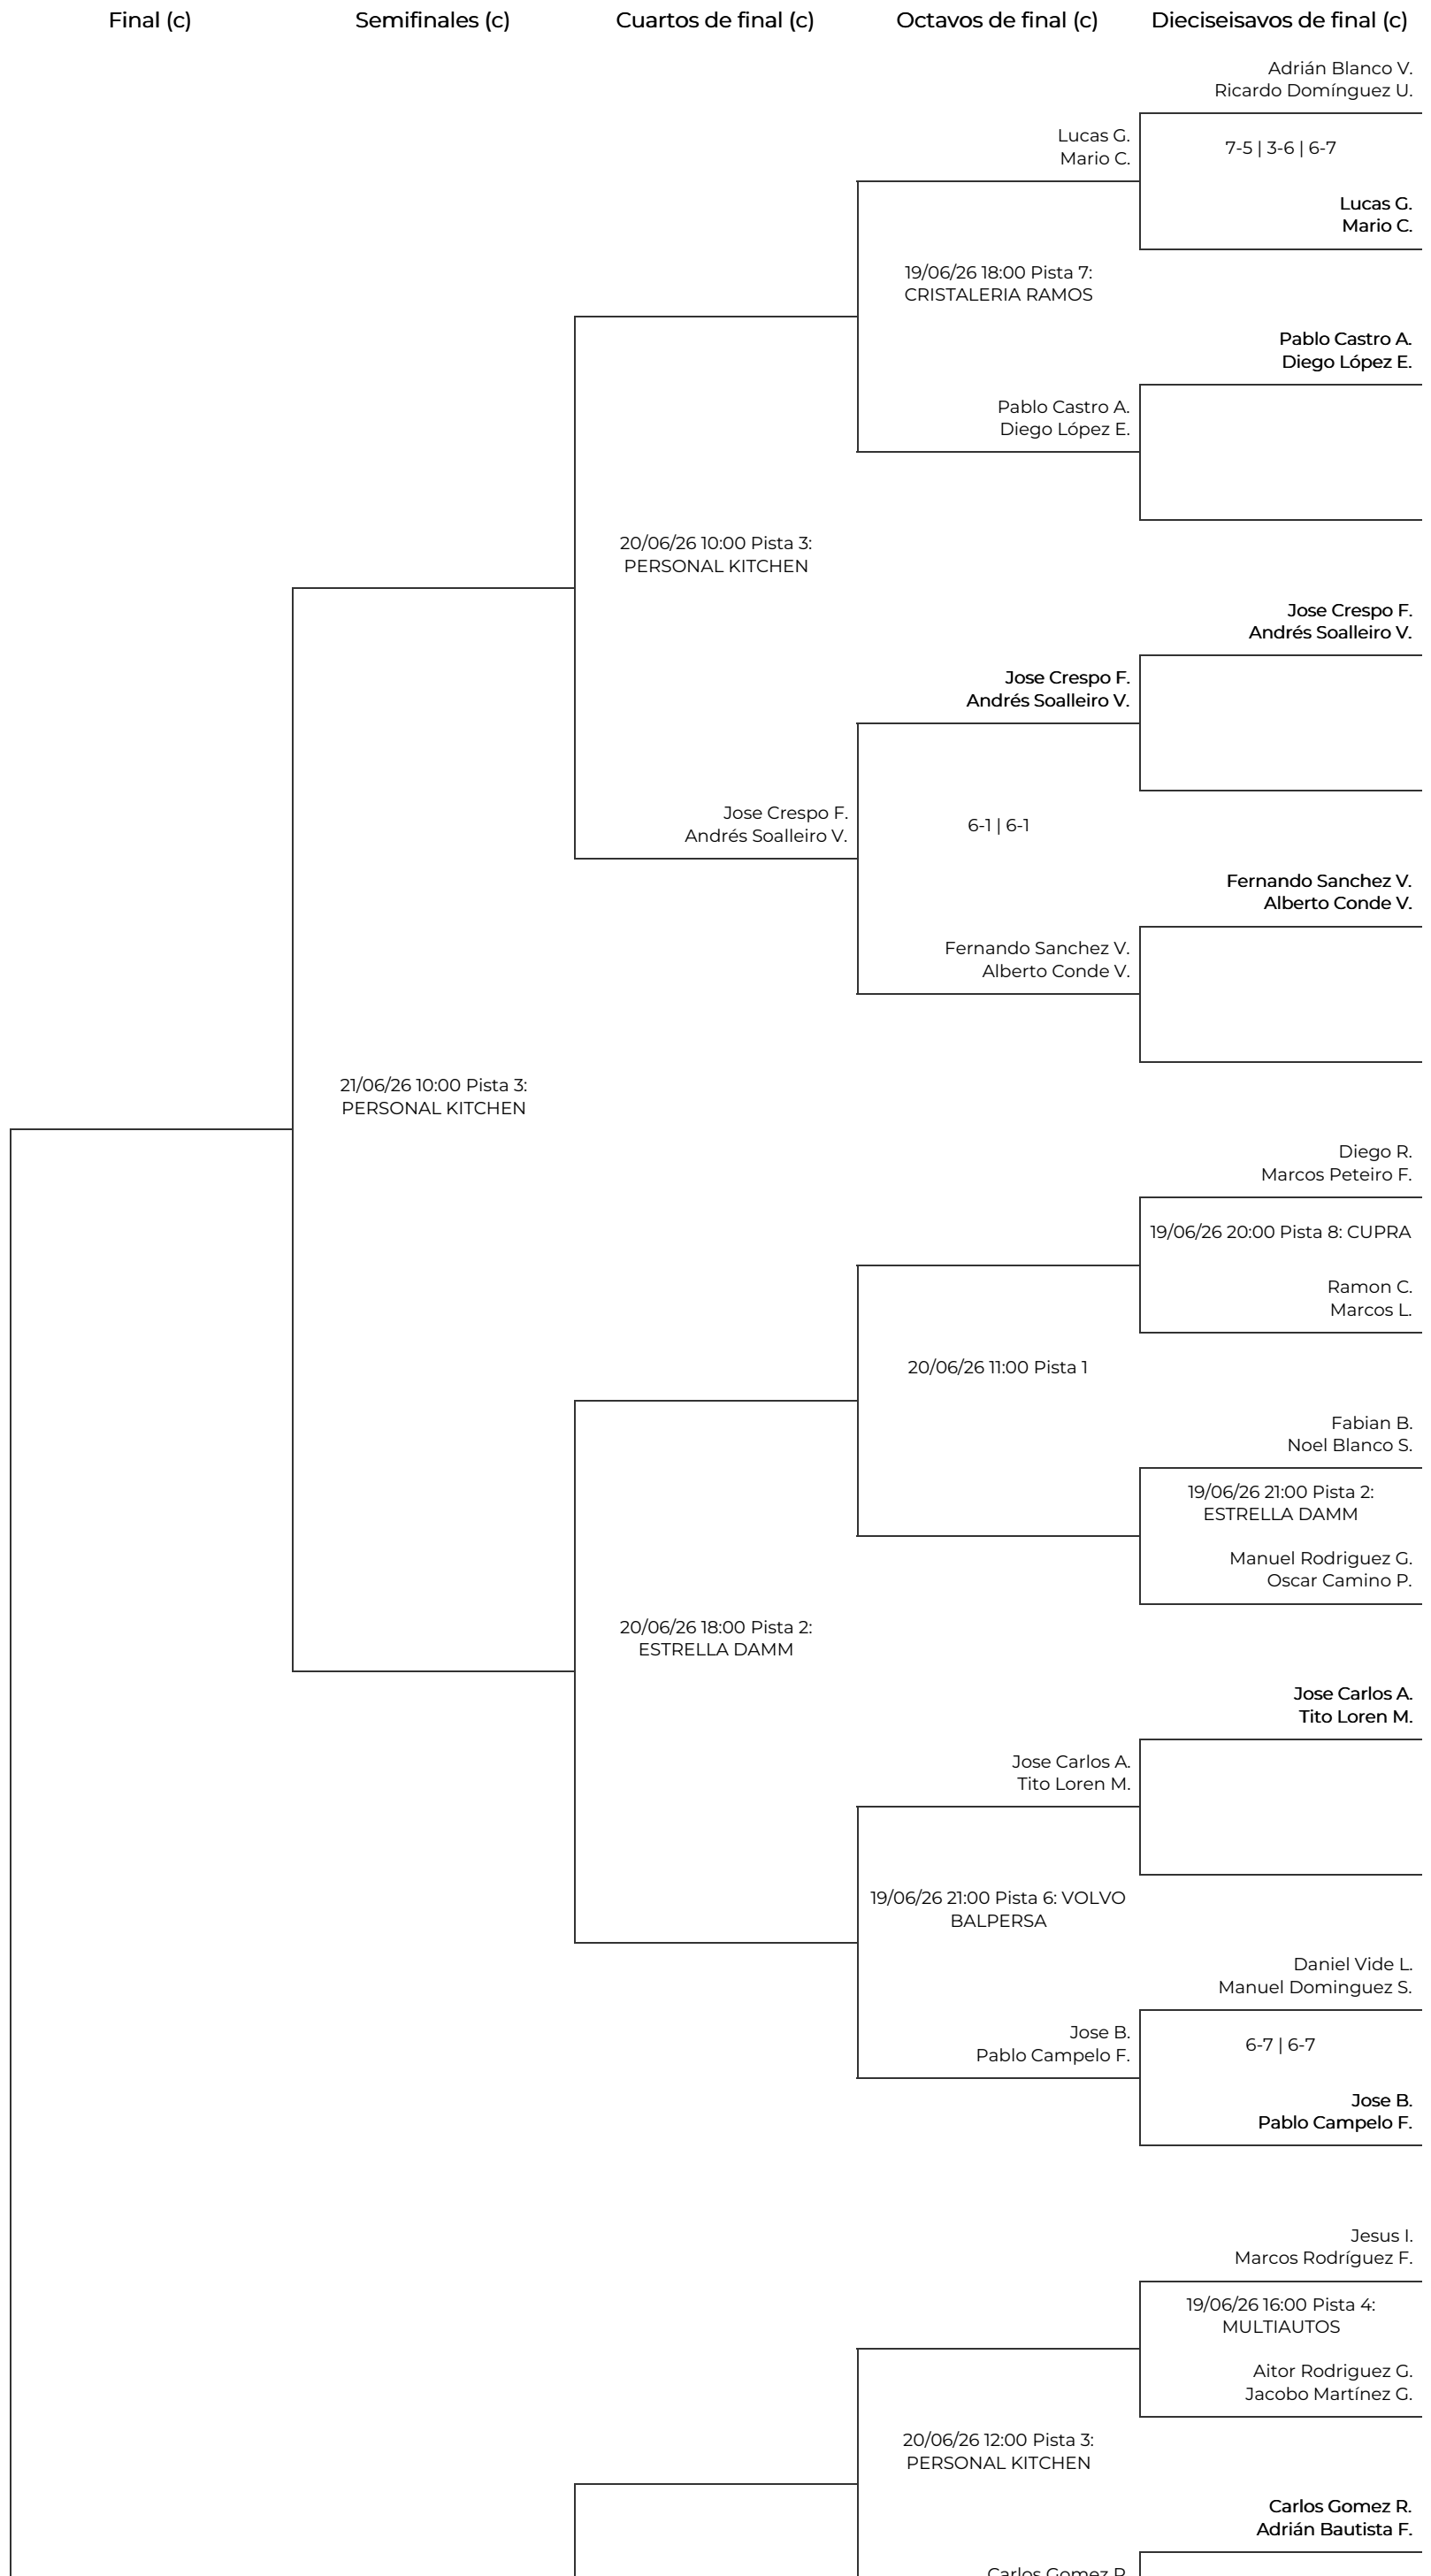 Final (c)
Semifinales (c)
Cuartos de final (c)
Octavos de final (c)
Dieciseisavos de final (c)
Adrián Blanco V.
Ricardo Domínguez U.
Lucas G.
Mario C.
7-5 | 3-6 | 6-7
Lucas G.
Mario C.
19/06/26 18:00 Pista 7:
CRISTALERIA RAMOS
Pablo Castro A.
Diego López E.
Pablo Castro A.
Diego López E.
20/06/26 10:00 Pista 3:
PERSONAL KITCHEN
Jose Crespo F.
Andrés Soalleiro V.
Jose Crespo F.
Andrés Soalleiro V.
Jose Crespo F.
Andrés Soalleiro V.
6-1 | 6-1
Fernando Sanchez V.
Alberto Conde V.
Fernando Sanchez V.
Alberto Conde V.
21/06/26 10:00 Pista 3:
PERSONAL KITCHEN
Diego R.
Marcos Peteiro F.
19/06/26 20:00 Pista 8: CUPRA
Ramon C.
Marcos L.
20/06/26 11:00 Pista 1
Fabian B.
Noel Blanco S.
19/06/26 21:00 Pista 2:
ESTRELLA DAMM
Manuel Rodriguez G.
Oscar Camino P.
20/06/26 18:00 Pista 2:
ESTRELLA DAMM
Jose Carlos A.
Tito Loren M.
Jose Carlos A.
Tito Loren M.
19/06/26 21:00 Pista 6: VOLVO
BALPERSA
Daniel Vide L.
Manuel Dominguez S.
Jose B.
Pablo Campelo F.
6-7 | 6-7
Jose B.
Pablo Campelo F.
Jesus I.
Marcos Rodríguez F.
19/06/26 16:00 Pista 4:
MULTIAUTOS
Aitor Rodriguez G.
Jacobo Martínez G.
20/06/26 12:00 Pista 3:
PERSONAL KITCHEN
Carlos Gomez R.
Adrián Bautista F.
Carlos Gomez R.